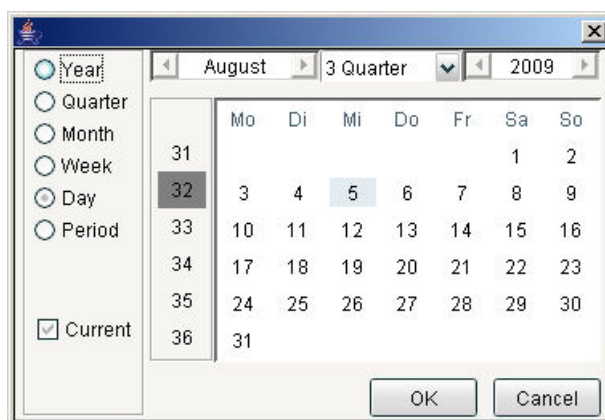 Year
Quarter
Month
Week
Day
Period
Current
August 3 Quarter 2009
Mo Di Mi Do Fr Sa So
31 1 2
32 3 4 5 6 7 8 9
33 10 11 12 13 14 15 16
34 17 18 19 20 21 22 23
35 24 25 26 27 28 29 30
36 31
OK Cancel